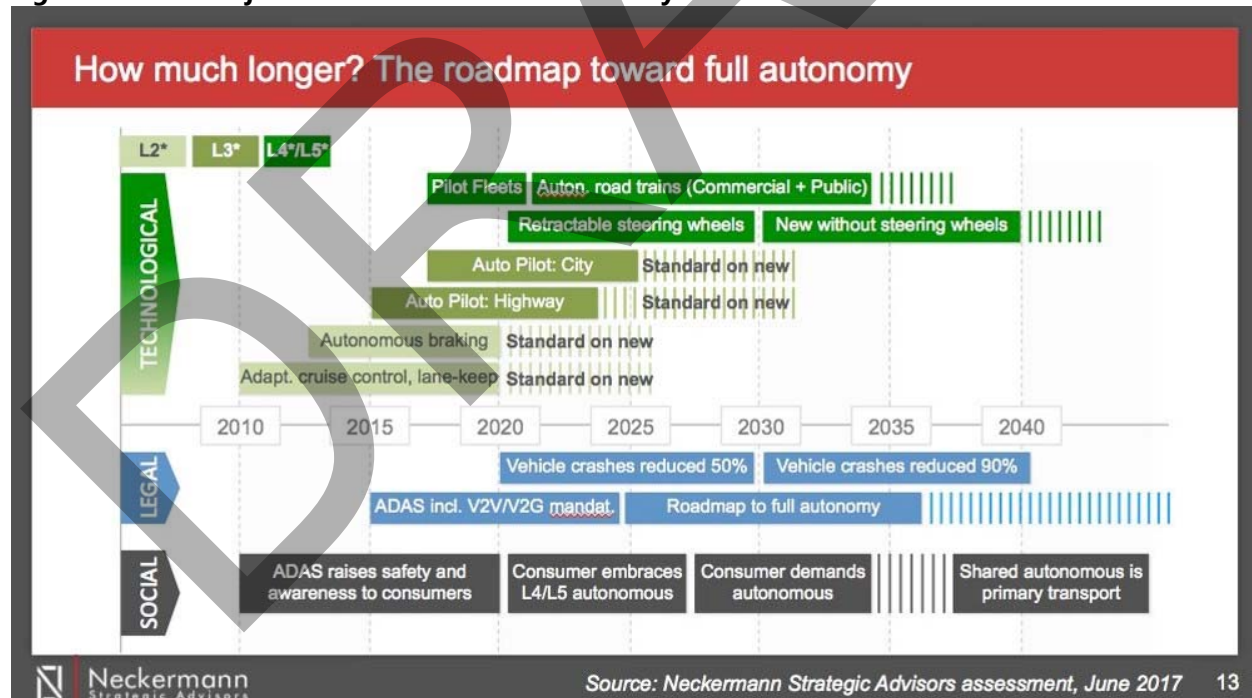 How much longer? The roadmap toward full autonomy
L2* L3* L4*/L5*
TECHNOLOGICAL
Pilot Fleets Auton. road trains (Commercial + Public)
Retractable steering wheels New without steering wheels
Auto Pilot: City Standard on new
Auto Pilot: Highway Standard on new
Autonomous braking Standard on new
Adapt. cruise control, lane-keep Standard on new
2010 2015 2020 2025 2030 2035 2040
LEGAL
Vehicle crashes reduced 50% Vehicle crashes reduced 90%
ADAS incl. V2V/V2G mandat. Roadmap to full autonomy
SOCIAL
ADAS raises safety and
awareness to consumers
Consumer embraces
L4/L5 autonomous
Consumer demands
autonomous
Shared autonomous is
primary transport
Neckermann
Strategic Advisors
Source: Neckermann Strategic Advisors assessment, June 2017 13